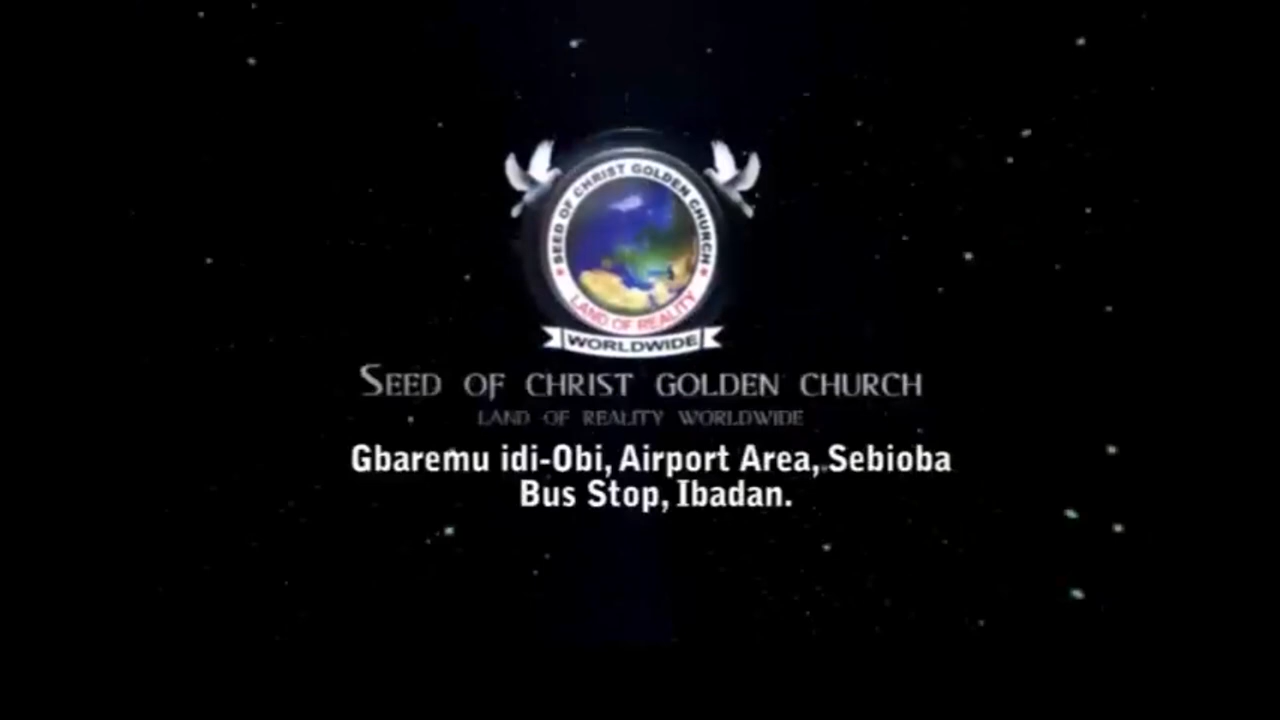 SEED OF CHRIST GOLDEN CHURCH
LAND OF REALITY
WORLDWIDE
SEED OF CHRIST GOLDEN CHURCH
LAND OF REALITY WORLDWIDE
Gbaremu idi-Obi, Airport Area, Sebioba
Bus Stop, Ibadan.